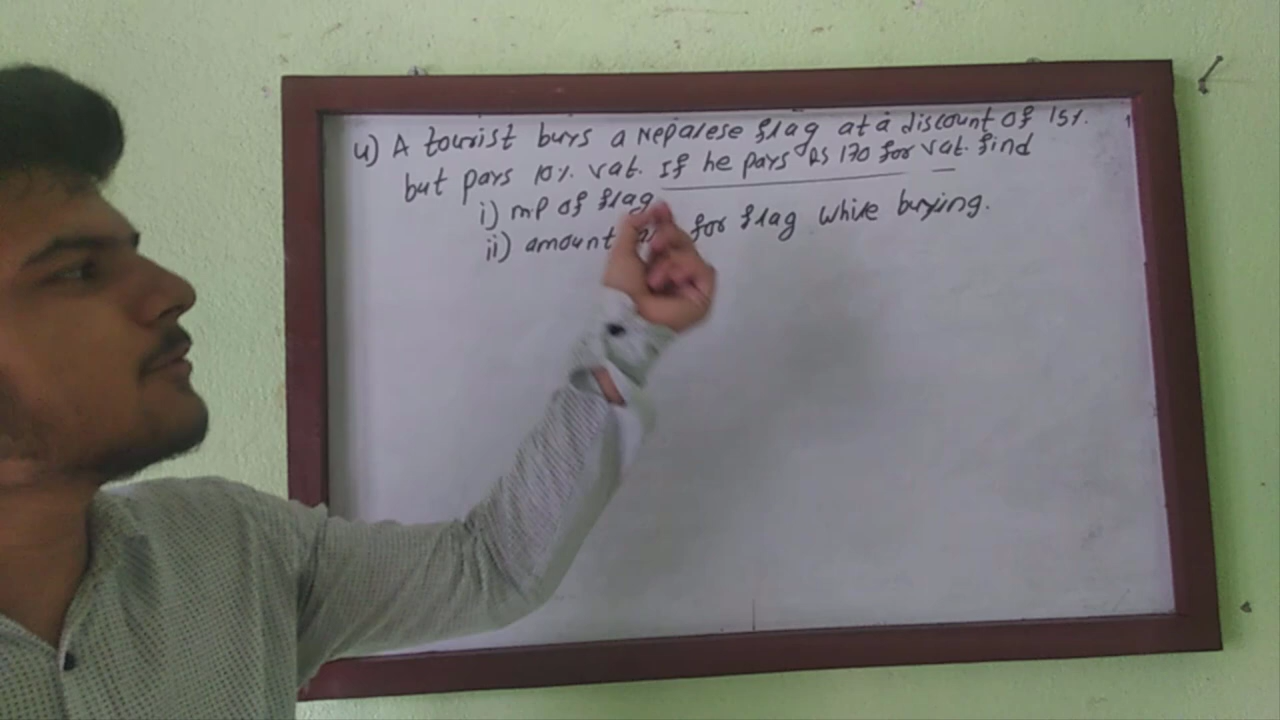 4) A tourist buys a Nepalese flag at a discount of 15%.
but pays 10% vat. If he pays Rs 170 for vat. find
i) mp of flag
ii) amount for flag while buying.